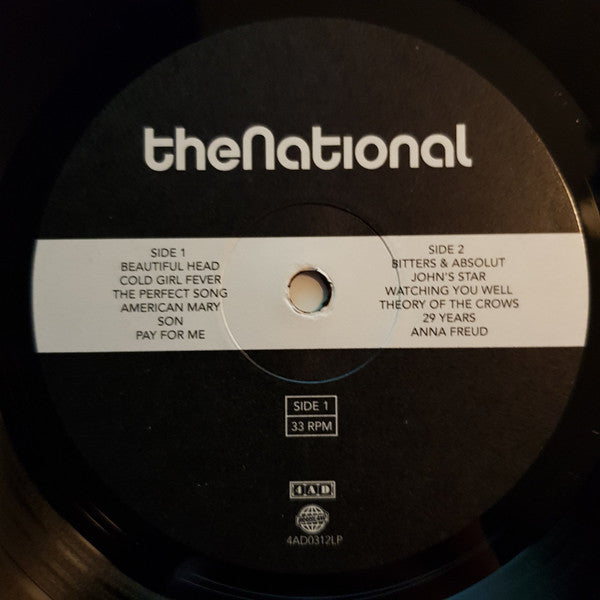 theNational
SIDE 1
BEAUTIFUL HEAD
COLD GIRL FEVER
THE PERFECT SONG
AMERICAN MARY
SON
PAY FOR ME
SIDE 2
BITTERS & ABSOLUT
JOHN'S STAR
WATCHING YOU WELL
THEORY OF THE CROWS
29 YEARS
ANNA FREUD
SIDE 1
33 RPM
4AD
4AD0312LP